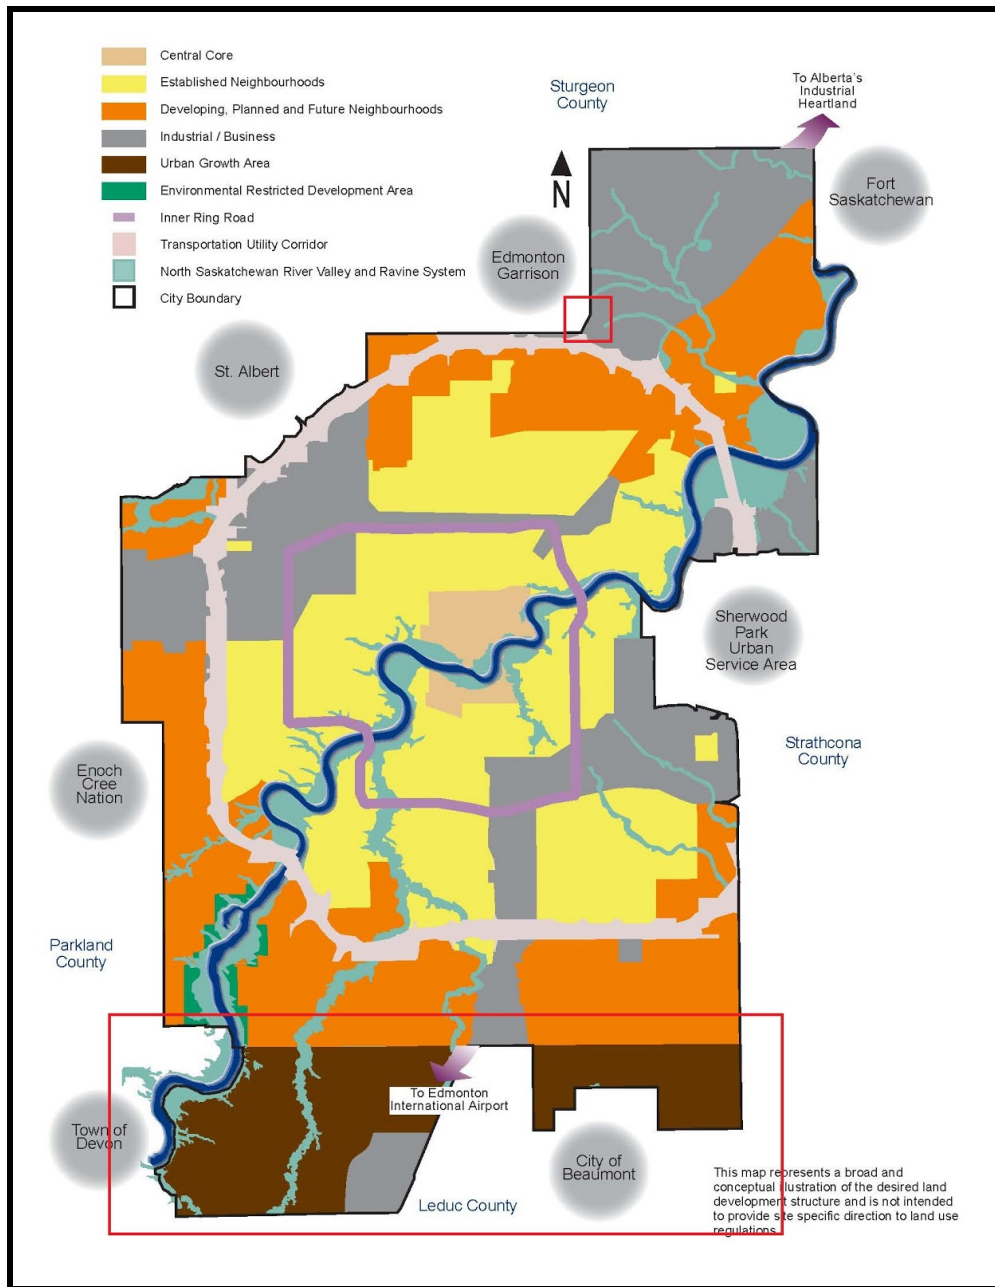 Central Core
Established Neighbourhoods
Developing, Planned and Future Neighbourhoods
Industrial / Business
Urban Growth Area
Environmental Restricted Development Area
Inner Ring Road
Transportation Utility Corridor
North Saskatchewan River Valley and Ravine System
City Boundary
Sturgeon
County
To Alberta's
Industrial
Heartland
N
Fort
Saskatchewan
Edmonton
Garrison
St. Albert
Sherwood
Park
Urban
Service Area
Strathcona
County
Enoch
Cree
Nation
Parkland
County
To Edmonton
International Airport
Town of
Devon
City of
Beaumont
Leduc County
This map represents a broad and
conceptual illustration of the desired land
development structure and is not intended
to provide site specific direction to land use
regulations